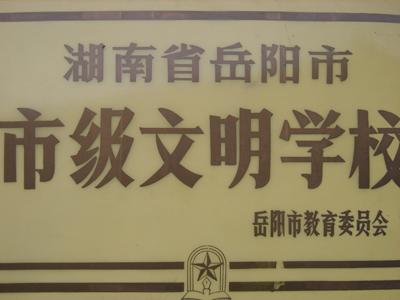 湖南省岳阳市
市级文明学校
岳阳市教育委员会